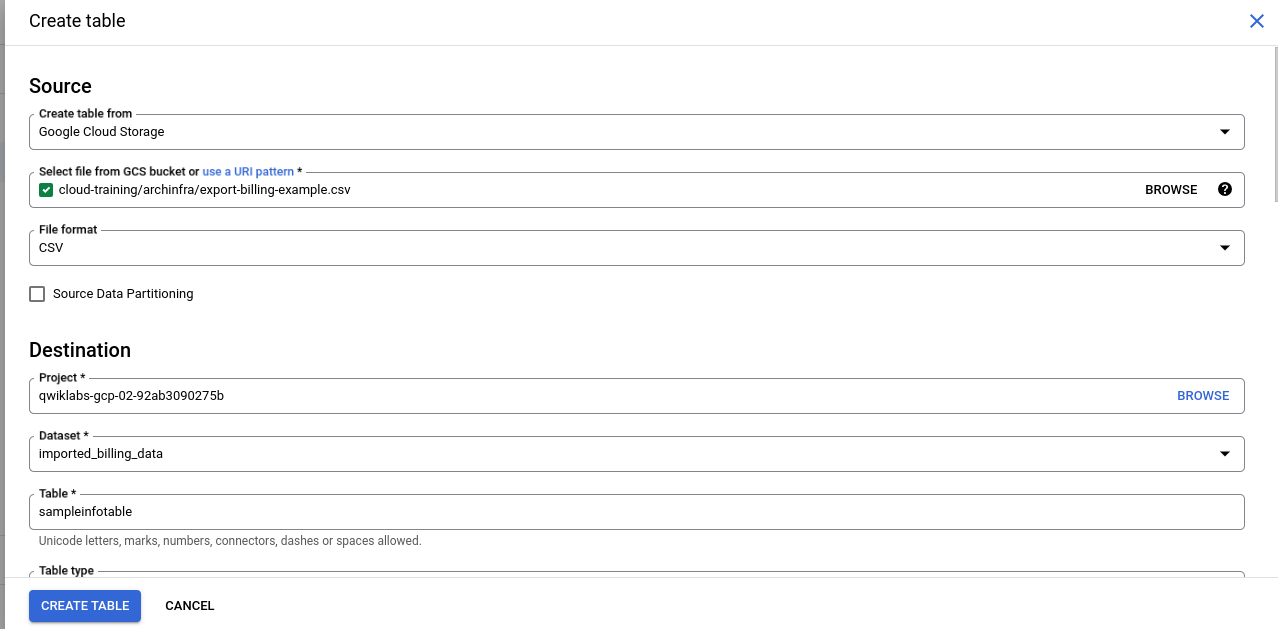 Create table
Source
Create table from
Google Cloud Storage
Select file from GCS bucket or use a URI pattern *
cloud-training/archinfra/export-billing-example.csv BROWSE
File format
CSV
Source Data Partitioning
Destination
Project *
qwiklabs-gcp-02-92ab3090275b BROWSE
Dataset *
imported_billing_data
Table *
sampleinfotable
Unicode letters, marks, numbers, connectors, dashes or spaces allowed.
Table type
CREATE TABLE CANCEL